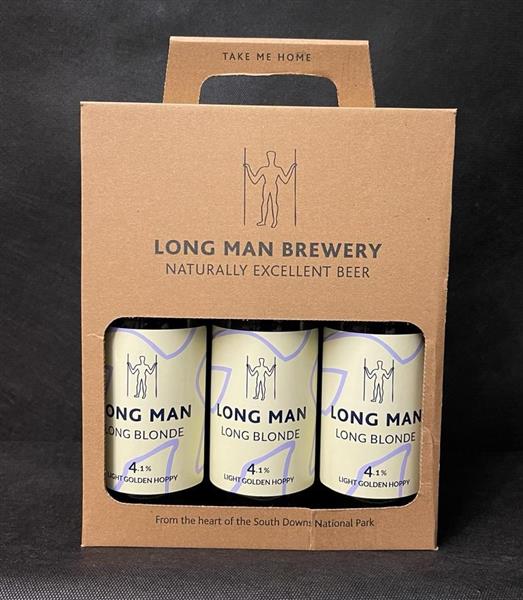 TAKE ME HOME
LONG MAN BREWERY
NATURALLY EXCELLENT BEER
ONG MAN
LONG BLONDE
4.1%
LIGHT GOLDEN HOPPY
LONG MAN
LONG BLONDE
4.1%
LIGHT GOLDEN HOPPY
LONG MAN
LONG BLONDE
4.1%
LIGHT GOLDEN HOPPY
From the heart of the South Downs National Park